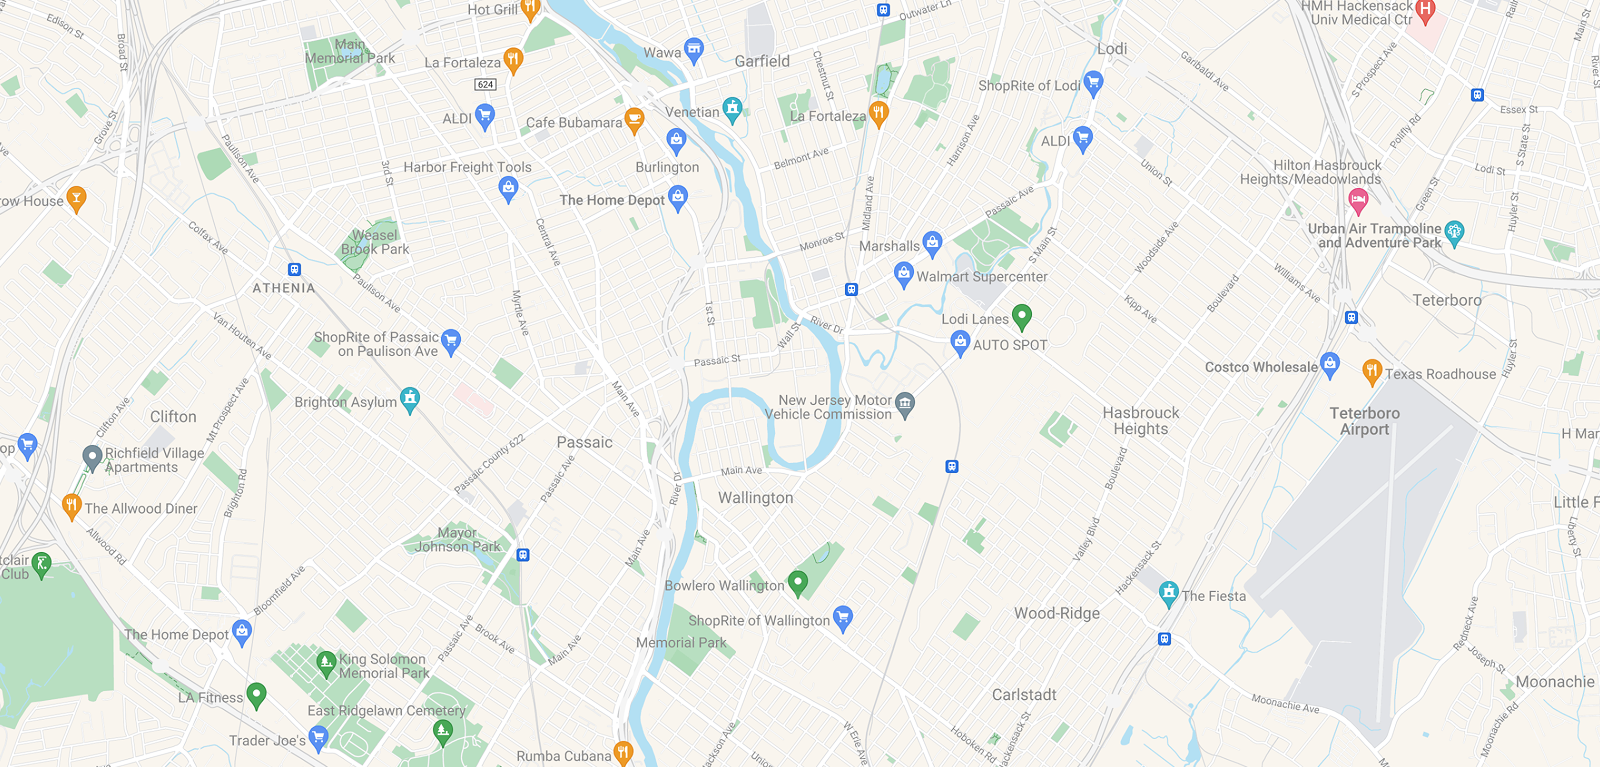 Hot Grill
Outwater Ln
HMH Hackensack
Univ Medical Ctr
Edison St
Broad St
Main
Memorial Park
La Fortaleza
624
Wawa
Garfield
Chestnut St
Lodi
Garibaldi Ave
S Prospect Ave
Main St
River St
ShopRite of Lodi
Essex St
Grove St
ALDI
Cafe Bubamara
Venetian
La Fortaleza
Harrison Ave
ALDI
Polifly Rd
S State St
Paulison Ave
3rd St
Harbor Freight Tools
Burlington
Belmont Ave
Union St
Hilton Hasbrouck
Heights/Meadowlands
Lodi St
row House
The Home Depot
Midland Ave
Passaic Ave
Green St
Huyler St
Colfax Ave
Weasel
Brook Park
Central Ave
Monroe St
Marshalls
S Main St
Woodside Ave
Urban Air Trampoline
and Adventure Park
ATHENIA
Paulison Ave
Myrtle Ave
1st St
Walmart Supercenter
Williams Ave
Boulevard
Kipp Ave
Teterboro
Van Houten Ave
ShopRite of Passaic
on Paulison Ave
Wall St
River Dr
Lodi Lanes
AUTO SPOT
Huyler St
Passaic St
Costco Wholesale
Texas Roadhouse
Clifton Ave
Mt Prospect Ave
Clifton
Brighton Asylum
Main Ave
New Jersey Motor
Vehicle Commission
Hasbrouck
Heights
Teterboro
Airport
H Mar
op
Richfield Village
Apartments
Passaic County 622
Passaic
Passaic Ave
Main Ave
River Dr
Boulevard
Brighton Rd
Wallington
Little F
The Allwood Diner
Allwood Rd
Mayor
Johnson Park
Main Ave
Valley Blvd
Liberty St
tclair
Club
Bloomfield Ave
Bowlero Wallington
Hackensack St
The Fiesta
The Home Depot
Passaic Ave
Brook Ave
ShopRite of Wallington
Wood-Ridge
Redneck Ave
Main Ave
Memorial Park
King Solomon
Memorial Park
Joseph St
LA Fitness
East Ridgelawn Cemetery
Carlstadt
Moonachie Ave
Moonachie
Moonachie Rd
Trader Joe's
Rumba Cubana
Jackson Ave
Union
W Erie Ave
Hoboken Rd
Hackensack St